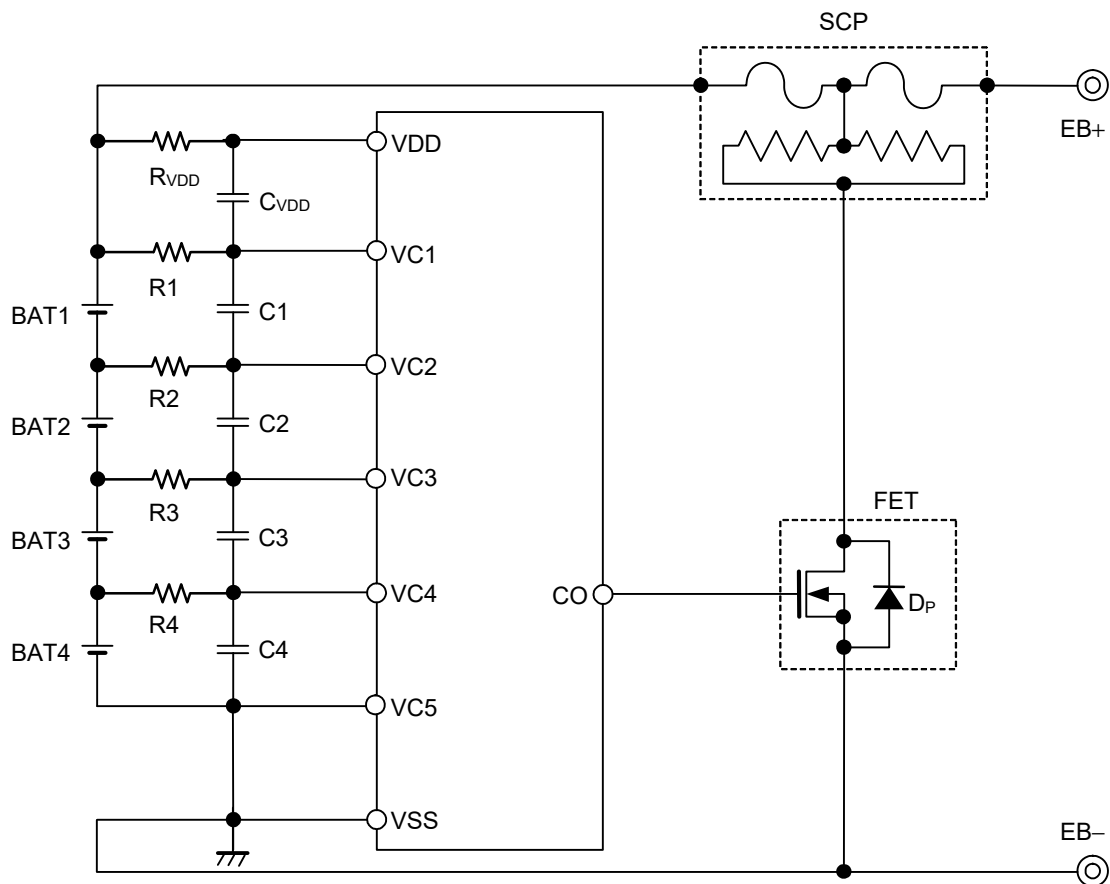 SCP
EB+
VDD
RVDD
CVDD
VC1
R1
BAT1
C1
VC2
R2
BAT2
C2
VC3
R3
FET
BAT3
C3
CO
VC4
DP
R4
BAT4
C4
VC5
VSS
EB−